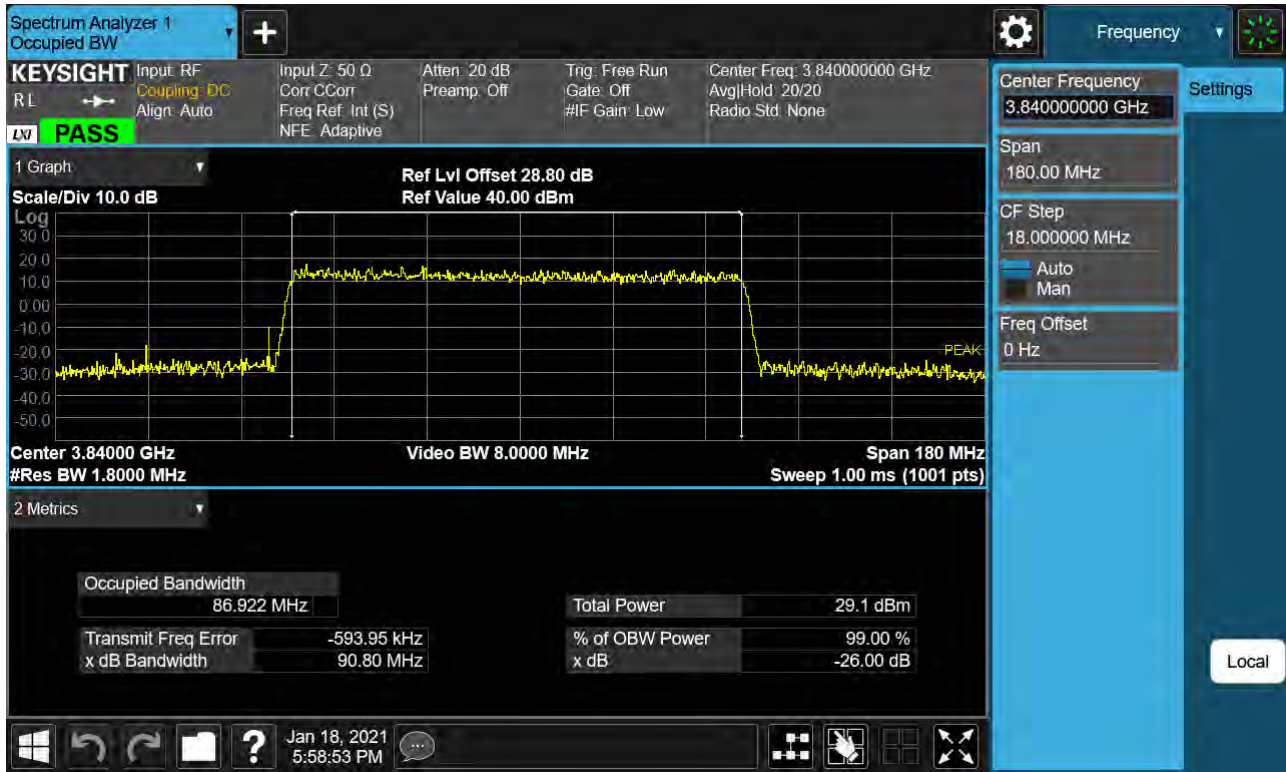 Spectrum Analyzer 1
Occupied BW
Frequency
KEYSIGHT
RL
LXI
PASS
Input: RF
Coupling: DC
Align: Auto
Input Z: 50 Ω
Corr CCorr
Freq Ref: Int (S)
NFE: Adaptive
Atten: 20 dB
Preamp: Off
Trig: Free Run
Gate: Off
#IF Gain: Low
Center Freq: 3.840000000 GHz
Avg|Hold: 20/20
Radio Std: None
Center Frequency
3.840000000 GHz
Settings
Span
180.00 MHz
CF Step
18.000000 MHz
Auto
Man
Freq Offset
0 Hz
Local
1 Graph
Scale/Div 10.0 dB
Ref Lvl Offset 28.80 dB
Ref Value 40.00 dBm
Log
30.0
20.0
10.0
0.00
-10.0
-20.0
-30.0
-40.0
-50.0
PEAK
Center 3.84000 GHz
Video BW 8.0000 MHz
Span 180 MHz
#Res BW 1.8000 MHz
Sweep 1.00 ms (1001 pts)
2 Metrics
Occupied Bandwidth
86.922 MHz
Transmit Freq Error -593.95 kHz
x dB Bandwidth 90.80 MHz
Total Power 29.1 dBm
% of OBW Power 99.00 %
x dB -26.00 dB
?
Jan 18, 2021
5:58:53 PM